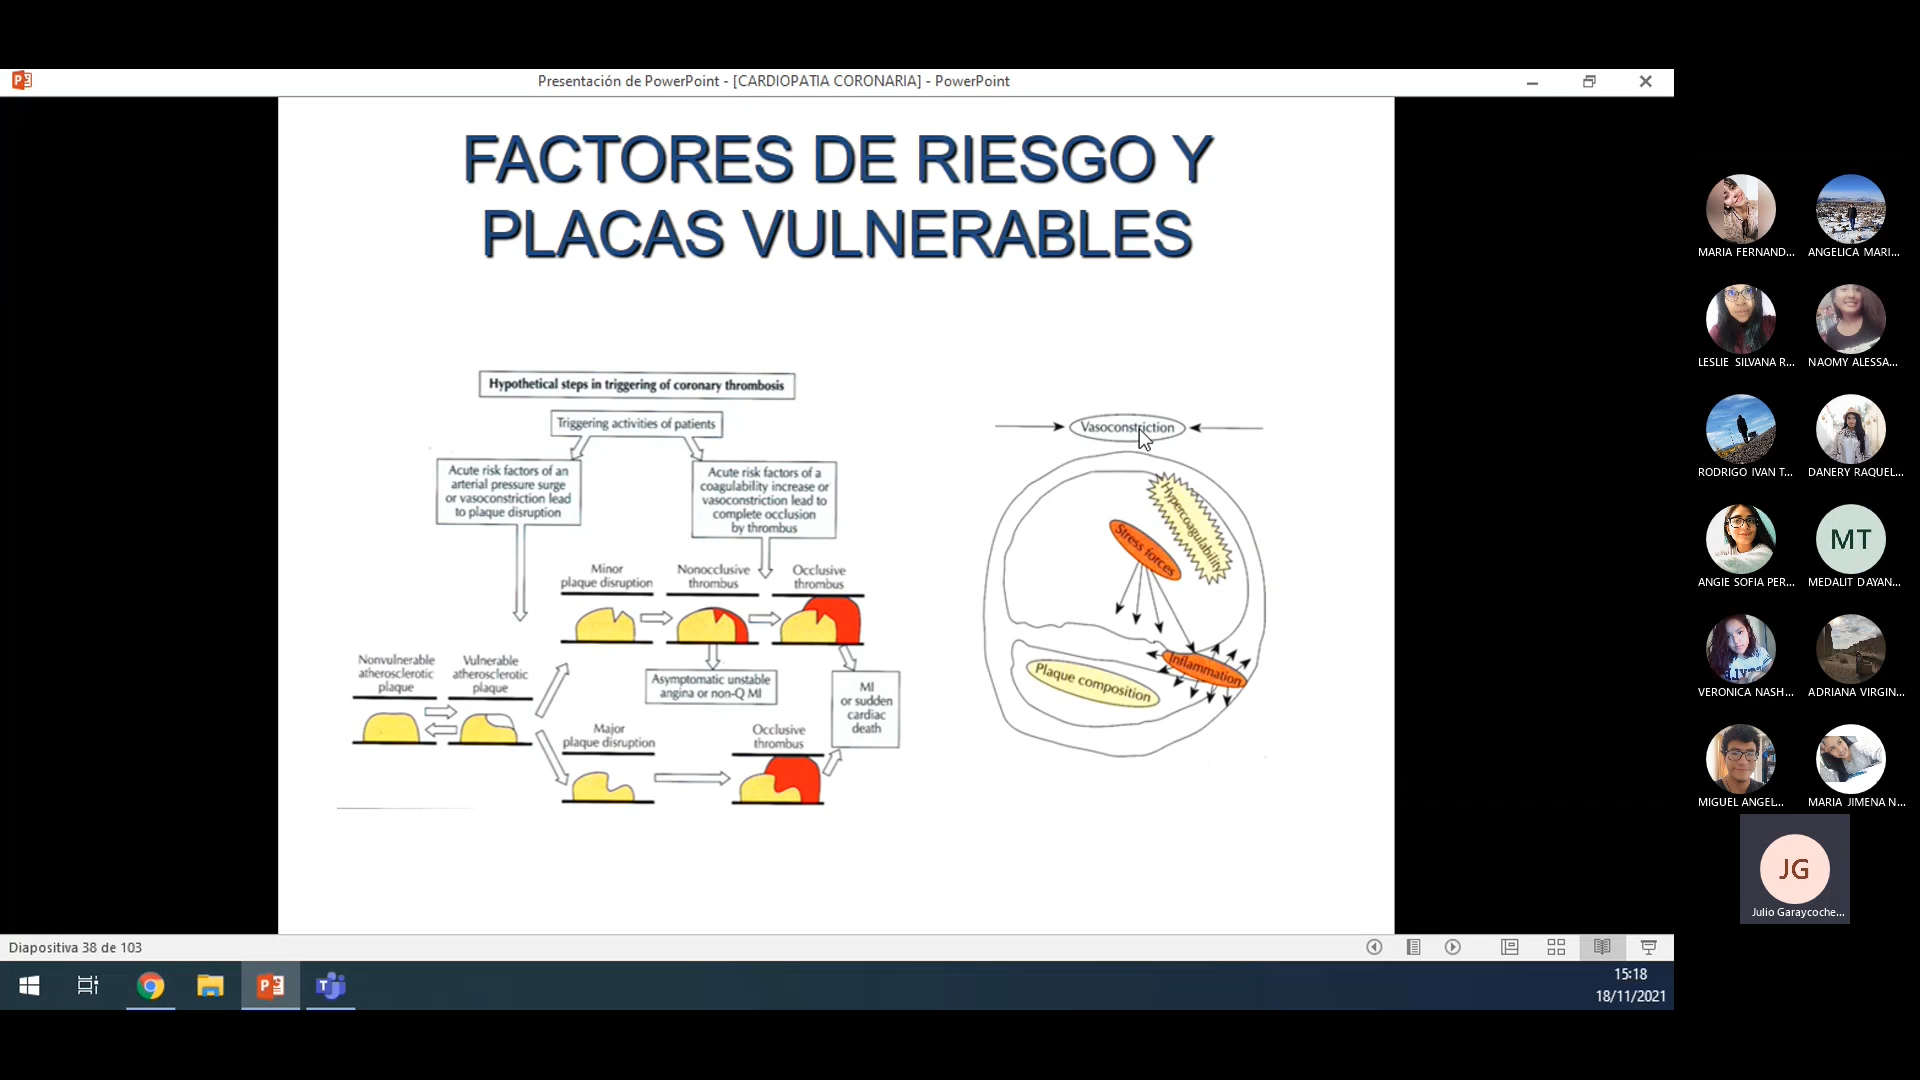 Presentación de PowerPoint - [CARDIOPATIA CORONARIA] - PowerPoint
FACTORES DE RIESGO Y
PLACAS VULNERABLES
Hypothetical steps in triggering of coronary thrombosis
Triggering activities of patients
Acute risk factors of an
arterial pressure surge
or vasoconstriction lead
to plaque disruption
Acute risk factors of a
coagulability increase or
vasoconstriction lead to
complete occlusion
by thrombus
Minor
plaque disruption
Nonocclusive
thrombus
Occlusive
thrombus
Nonvulnerable
atherosclerotic
plaque
Vulnerable
atherosclerotic
plaque
Asymptomatic unstable
angina or non-Q MI
MI
or sudden
cardiac
death
Major
plaque disruption
Occlusive
thrombus
Vasoconstriction
Hypercoagulability
Stress forces
Inflammation
Plaque composition
MARIA FERNAND...
ANGELICA MARI...
LESLIE SILVANA R...
NAOMY ALESSA...
RODRIGO IVAN T...
DANERY RAQUEL...
ANGIE SOFIA PER...
MT
MEDALIT DAYAN...
VERONICA NASH...
ADRIANA VIRGIN...
MIGUEL ANGEL...
MARIA JIMENA N...
JG
Julio Garaycoche...
Diapositiva 38 de 103
15:18
18/11/2021